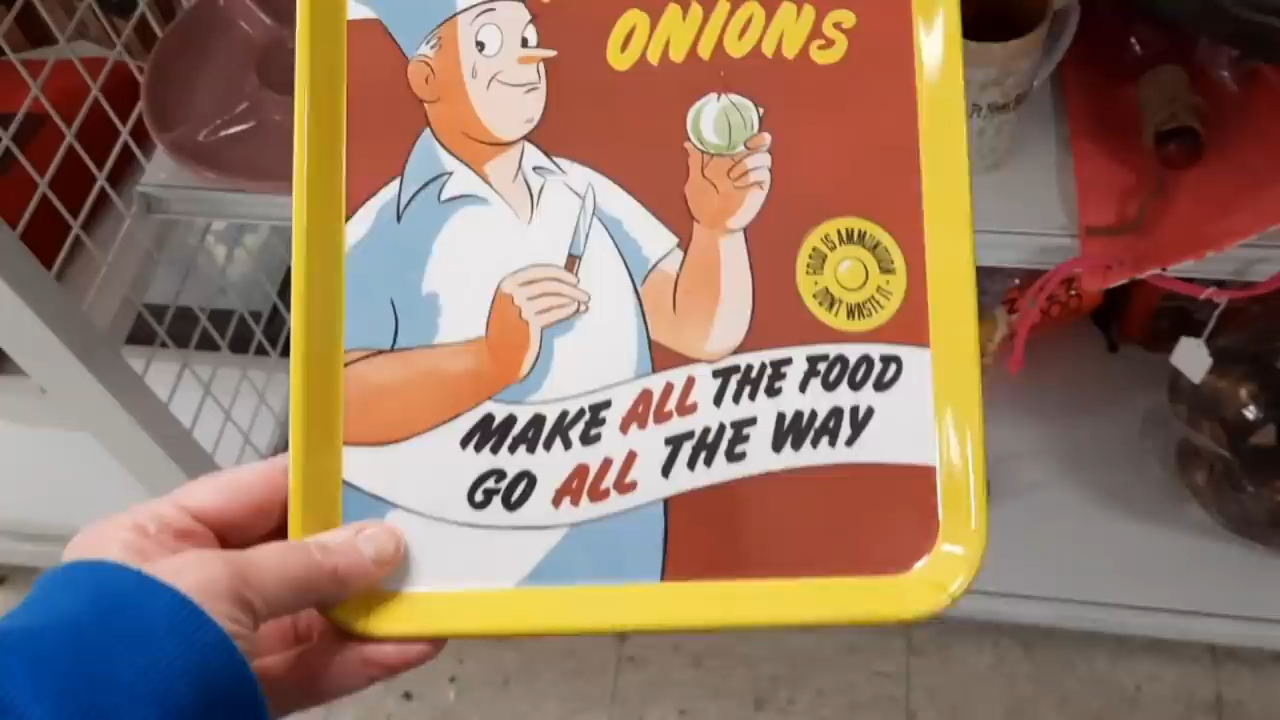 ONIONS
FOOD IS AMMUNITION
DON'T WASTE IT
MAKE ALL THE FOOD
GO ALL THE WAY